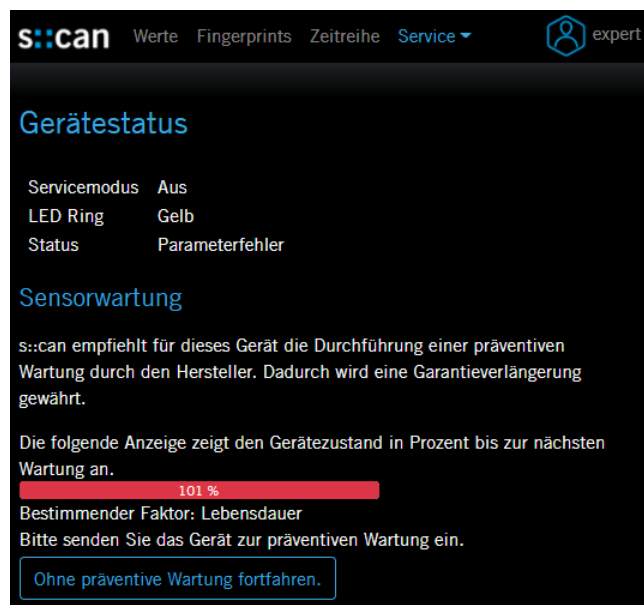 s::can Werte Fingerprints Zeitreihe Service expert
Gerätestatus
Servicemodus Aus
LED Ring Gelb
Status Parameterfehler
Sensorwartung
s::can empfiehlt für dieses Gerät die Durchführung einer präventiven
Wartung durch den Hersteller. Dadurch wird eine Garantieverlängerung
gewährt.
Die folgende Anzeige zeigt den Gerätezustand in Prozent bis zur nächsten
Wartung an.
101 %
Bestimmender Faktor: Lebensdauer
Bitte senden Sie das Gerät zur präventiven Wartung ein.
Ohne präventive Wartung fortfahren.